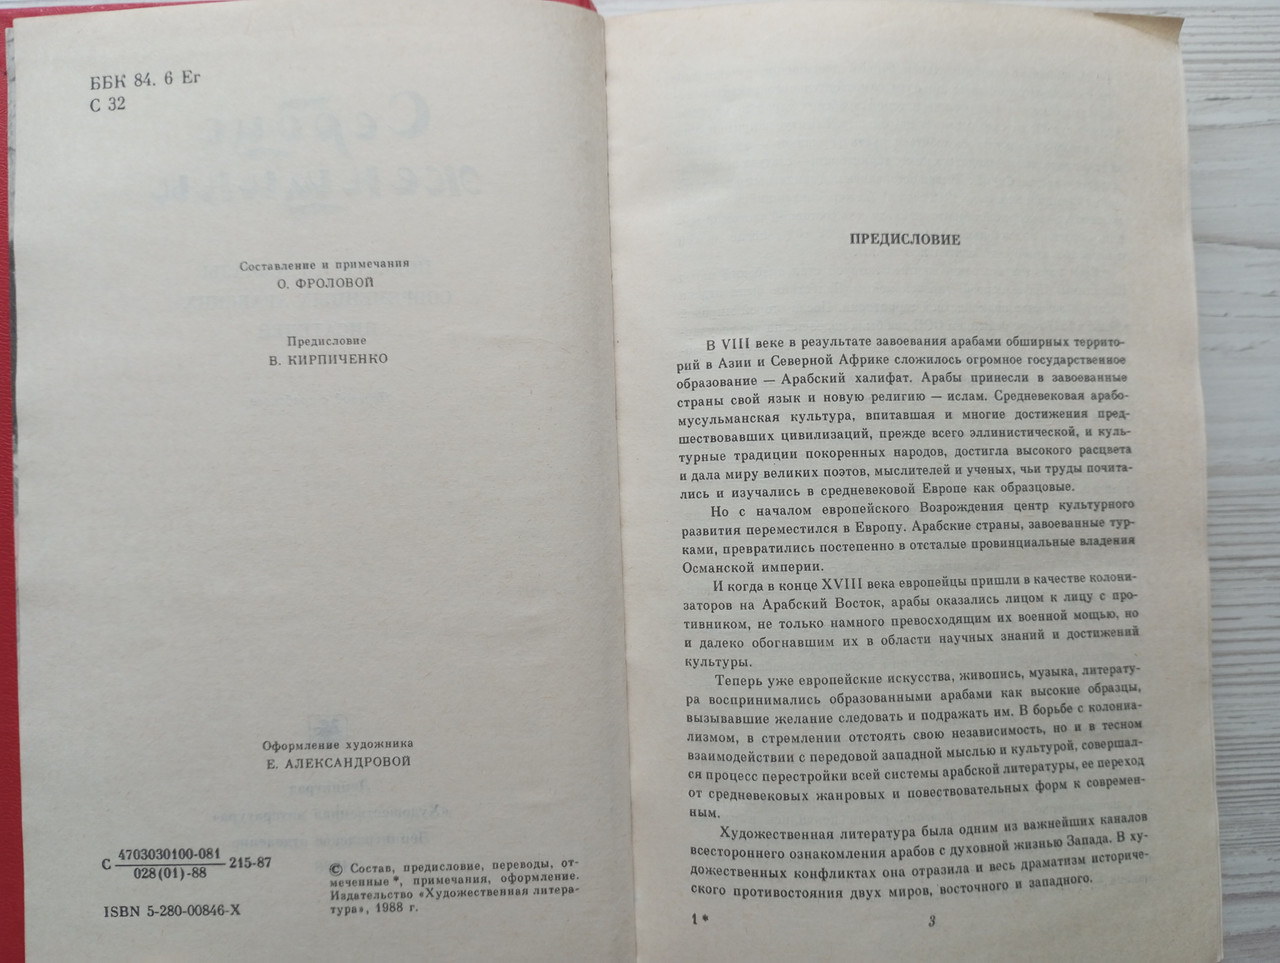 ББК 84. 6 Ег
С 32
Составление и примечания
О. ФРОЛОВОЙ
Предисловие
В. КИРПИЧЕНКО
Оформление художника
Е. АЛЕКСАНДРОВОЙ
С 4703030100-081 215-87
028(01)-88
ISBN 5-280-00846-X
© Состав, предисловие, переводы, от-
меченные *, примечания, оформление.
Издательство «Художественная литера-
тура», 1988 г.
ПРЕДИСЛОВИЕ
В VIII веке в результате завоевания арабами обширных террито-
рий в Азии и Северной Африке сложилось огромное государственное
образование — Арабский халифат. Арабы принесли в завоеванные
страны свой язык и новую религию — ислам. Средневековая арабо-
мусульманская культура, впитавшая и многие достижения пред-
шествовавших цивилизаций, прежде всего эллинистической, и куль-
турные традиции покоренных народов, достигла высокого расцвета
и дала миру великих поэтов, мыслителей и ученых, чьи труды почита-
лись и изучались в средневековой Европе как образцовые.
Но с началом европейского Возрождения центр культурного
развития переместился в Европу. Арабские страны, завоеванные тур-
ками, превратились постепенно в отсталые провинциальные владения
Османской империи.
И когда в конце XVIII века европейцы пришли в качестве колони-
заторов на Арабский Восток, арабы оказались лицом к лицу с про-
тивником, не только намного превосходящим их военной мощью, но
и далеко обогнавшим их в области научных знаний и достижений
культуры.
Теперь уже европейские искусства, живопись, музыка, литерату-
ра воспринимались образованными арабами как высокие образцы,
вызывавшие желание следовать и подражать им. В борьбе с колониа-
лизмом, в стремлении отстоять свою независимость, но и в тесном
взаимодействии с передовой западной мыслью и культурой, совершал-
ся процесс перестройки всей системы арабской литературы, ее переход
от средневековых жанровых и повествовательных форм к современ-
ным.
Художественная литература была одним из важнейших каналов
всестороннего ознакомления арабов с духовной жизнью Запада. В ху-
дожественных конфликтах она отразила и весь драматизм историче-
ского противостояния двух миров, восточного и западного.
1 *
3